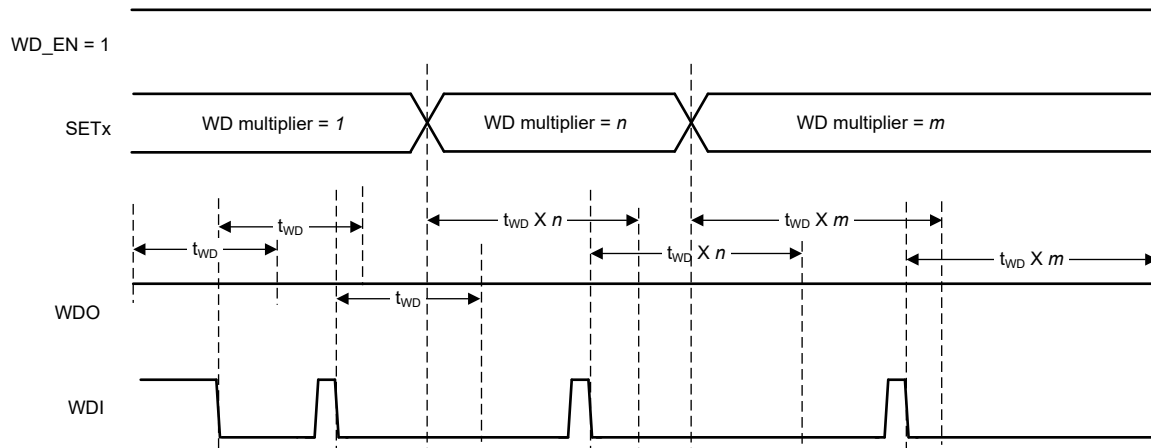 WD_EN = 1
SETx
WD multiplier = 1
WD multiplier = n
WD multiplier = m
tWD
tWD X n
tWD X m
tWD
tWD X n
tWD X m
WDO
tWD
WDI